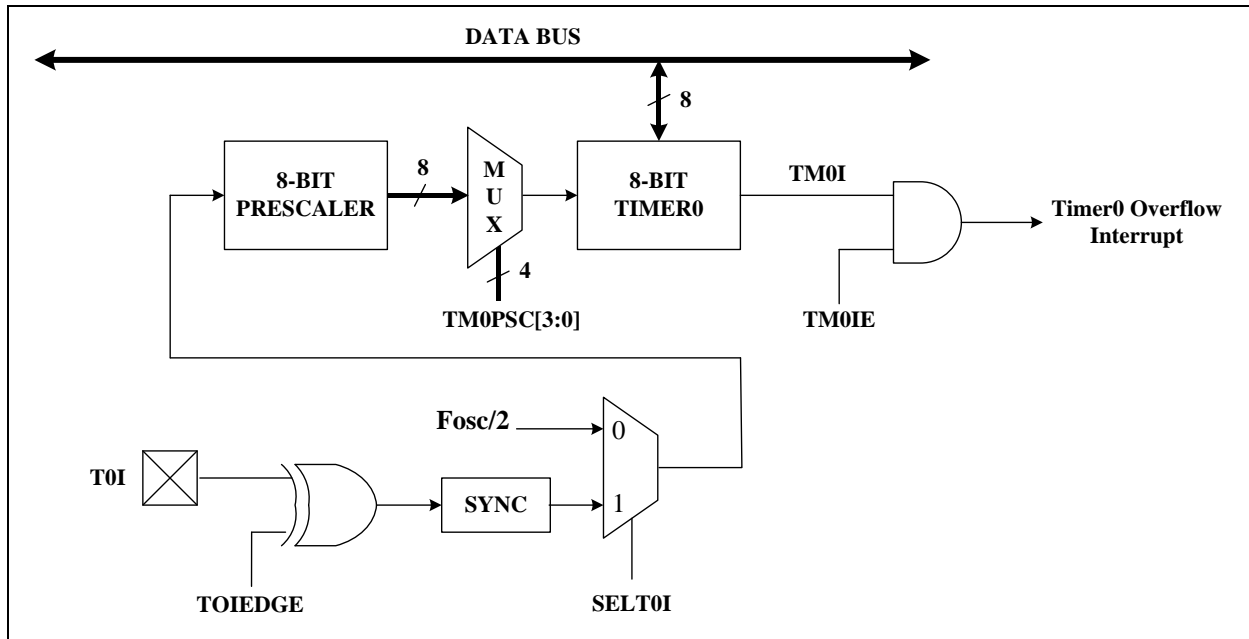 DATA BUS
8
8-BIT
PRESCALER
8
M
U
X
4
TM0PSC[3:0]
8-BIT
TIMER0
TM0I
TM0IE
Timer0 Overflow
Interrupt
Fosc/2
0
1
T0I
SYNC
TOIEDGE
SELT0I